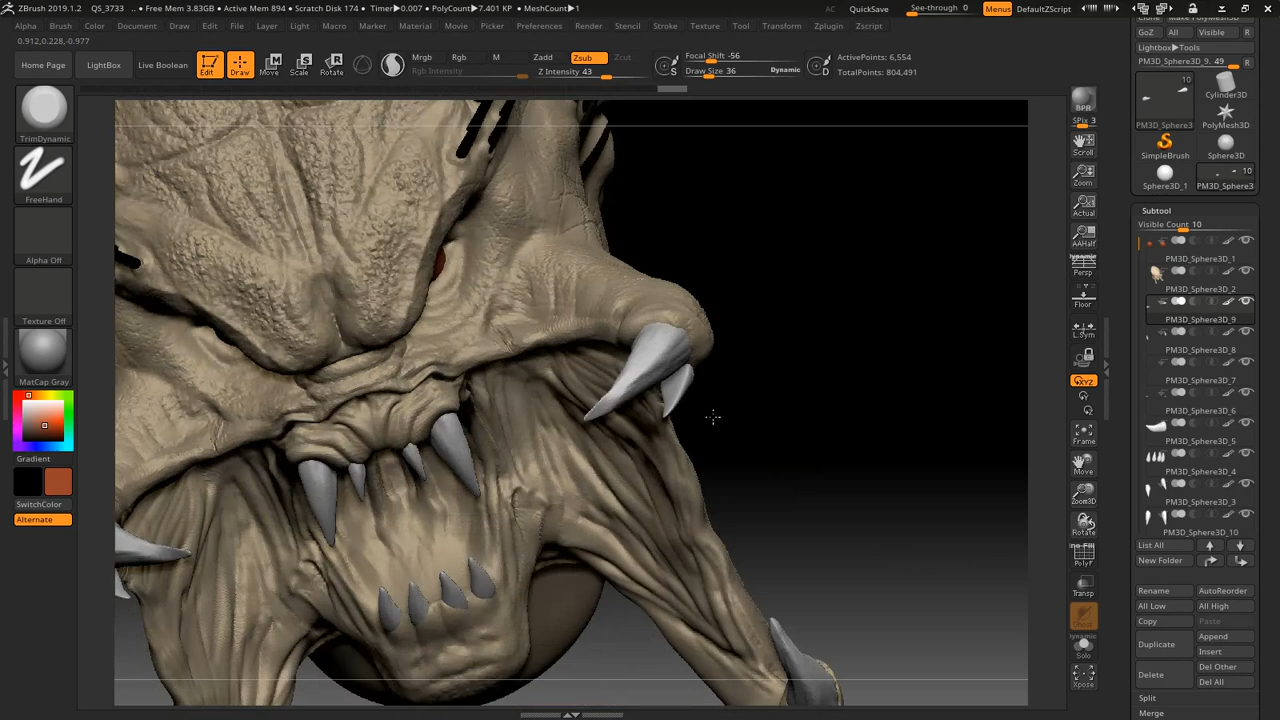 ZBrush 2019.1.2 QS_3733 .. • Free Mem 3.83GB • Active Mem 894 • Scratch Disk 174 • Timer▶0.007 • PolyCount▶7.401 KP • MeshCount▶1 AC QuickSave See-through 0 Menus DefaultZScript
Alpha Brush Color Document Draw Edit File Layer Light Macro Marker Material Movie Picker Preferences Render Stencil Stroke Texture Tool Transform Zplugin Zscript
0.912,0.228,-0.977
Home Page LightBox Live Boolean Edit Draw Move Scale Rotate
Mrgb Rgb M Zadd Zsub Zcut
Rgb Intensity Z Intensity 43
Focal Shift -56
Draw Size 36 Dynamic
ActivePoints: 6,554
TotalPoints: 804,491
TrimDynamic
FreeHand
Alpha Off
Texture Off
MatCap Gray
Gradient
SwitchColor
Alternate
BPR
SPix 3
Scroll
Zoom
Actual
AAHalf
Dynamic
Persp
Floor
L.Sym
XYZ
Frame
Move
Zoom3D
Rotate
PolyF
Transp
Ghost
Dynamic
Solo
Xpose
Clone Make PolyMesh3D
GoZ All Visible R
Lightbox▶Tools
PM3D_Sphere3D_9. 49 R
10
Cylinder3D
PM3D_Sphere3 PolyMesh3D
SimpleBrush Sphere3D
10
Sphere3D_1 PM3D_Sphere3
Subtool
Visible Count 10
PM3D_Sphere3D_1
PM3D_Sphere3D_2
PM3D_Sphere3D_9
PM3D_Sphere3D_8
PM3D_Sphere3D_7
PM3D_Sphere3D_6
PM3D_Sphere3D_5
PM3D_Sphere3D_4
PM3D_Sphere3D_3
PM3D_Sphere3D_10
List All
New Folder
Rename AutoReorder
All Low All High
Copy Paste
Duplicate Append
Insert
Delete Del Other
Del All
Split
Merge